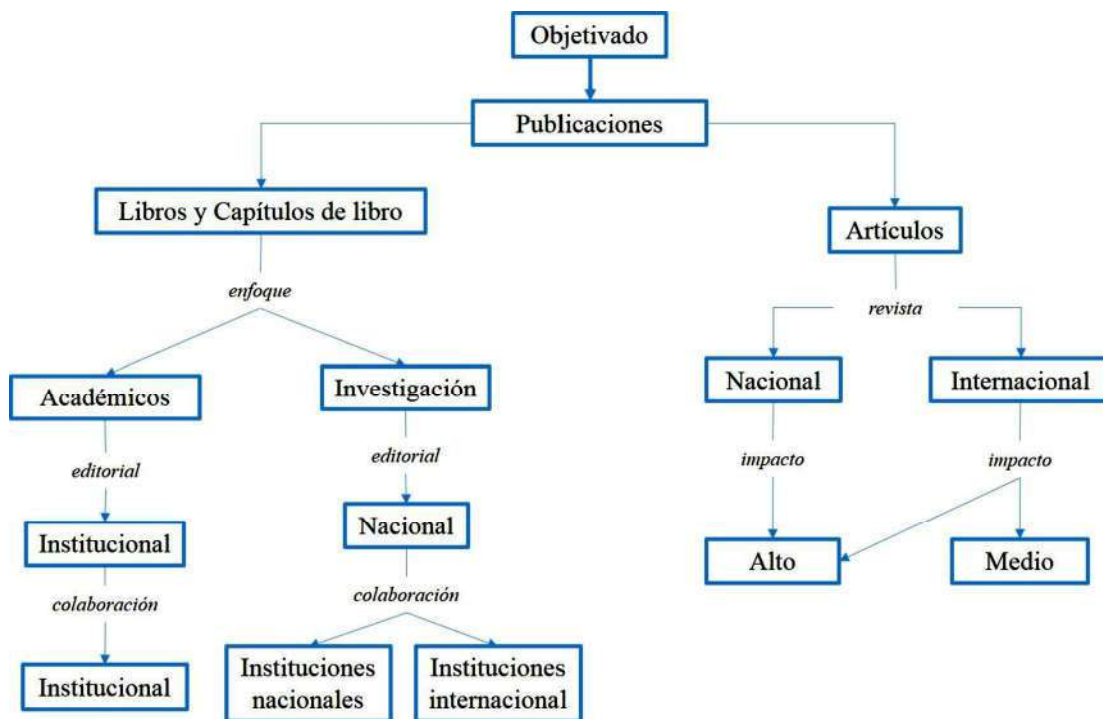 Objetivado
Publicaciones
Libros y Capítulos de libro
Artículos
enfoque
revista
Académicos
Investigación
Nacional
Internacional
editorial
editorial
impacto
impacto
Institucional
Nacional
Alto
Medio
colaboración
colaboración
Institucional
Instituciones
nacionales
Instituciones
internacional